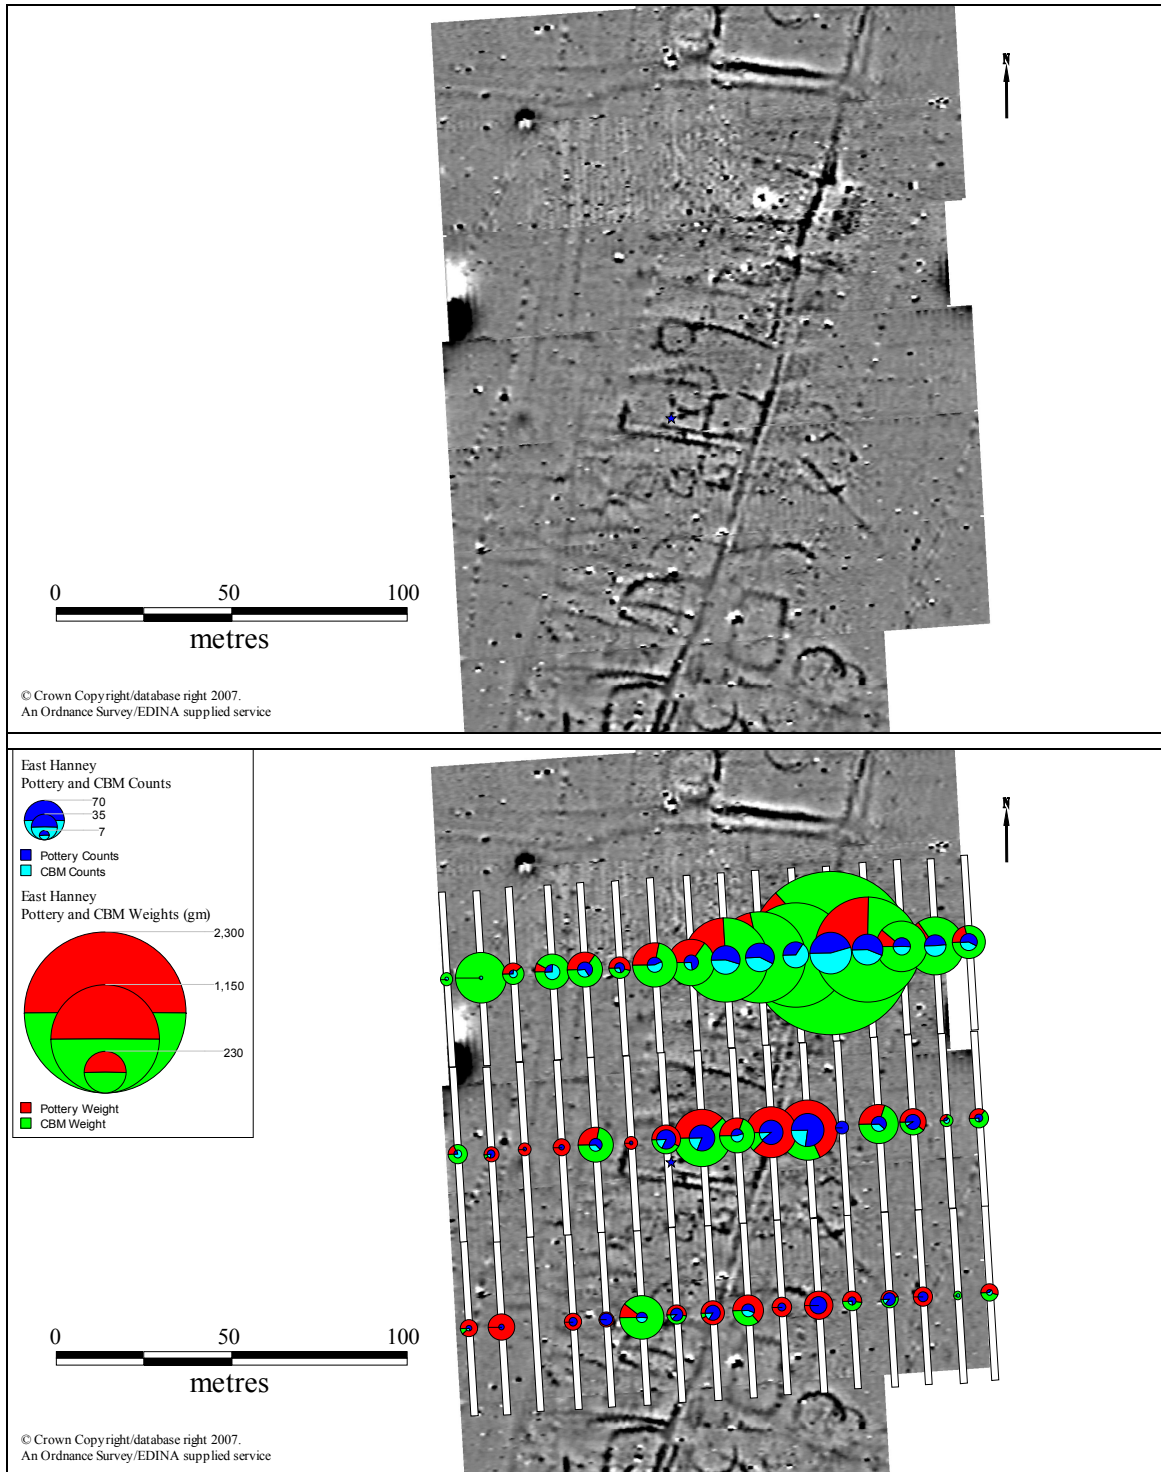 N
0 50 100
metres
© Crown Copyright/database right 2007.
An Ordnance Survey/EDINA supplied service
East Hanney
Pottery and CBM Counts
70
35
7
Pottery Counts
CBM Counts
East Hanney
Pottery and CBM Weights (gm)
2,300
1,150
230
Pottery Weight
CBM Weight
N
0 50 100
metres
© Crown Copyright/database right 2007.
An Ordnance Survey/EDINA supplied service